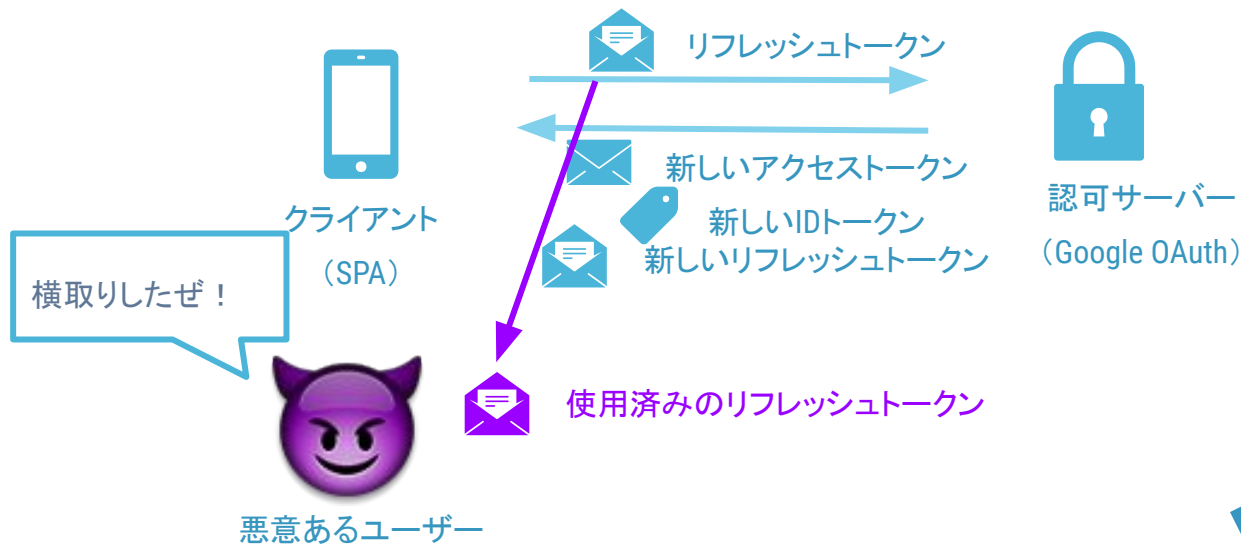 リフレッシュトークン
新しいアクセストークン
新しいIDトークン
新しいリフレッシュトークン
クライアント
（SPA）
認可サーバー
（Google OAuth）
横取りしたぜ！
使用済みのリフレッシュトークン
悪意あるユーザー